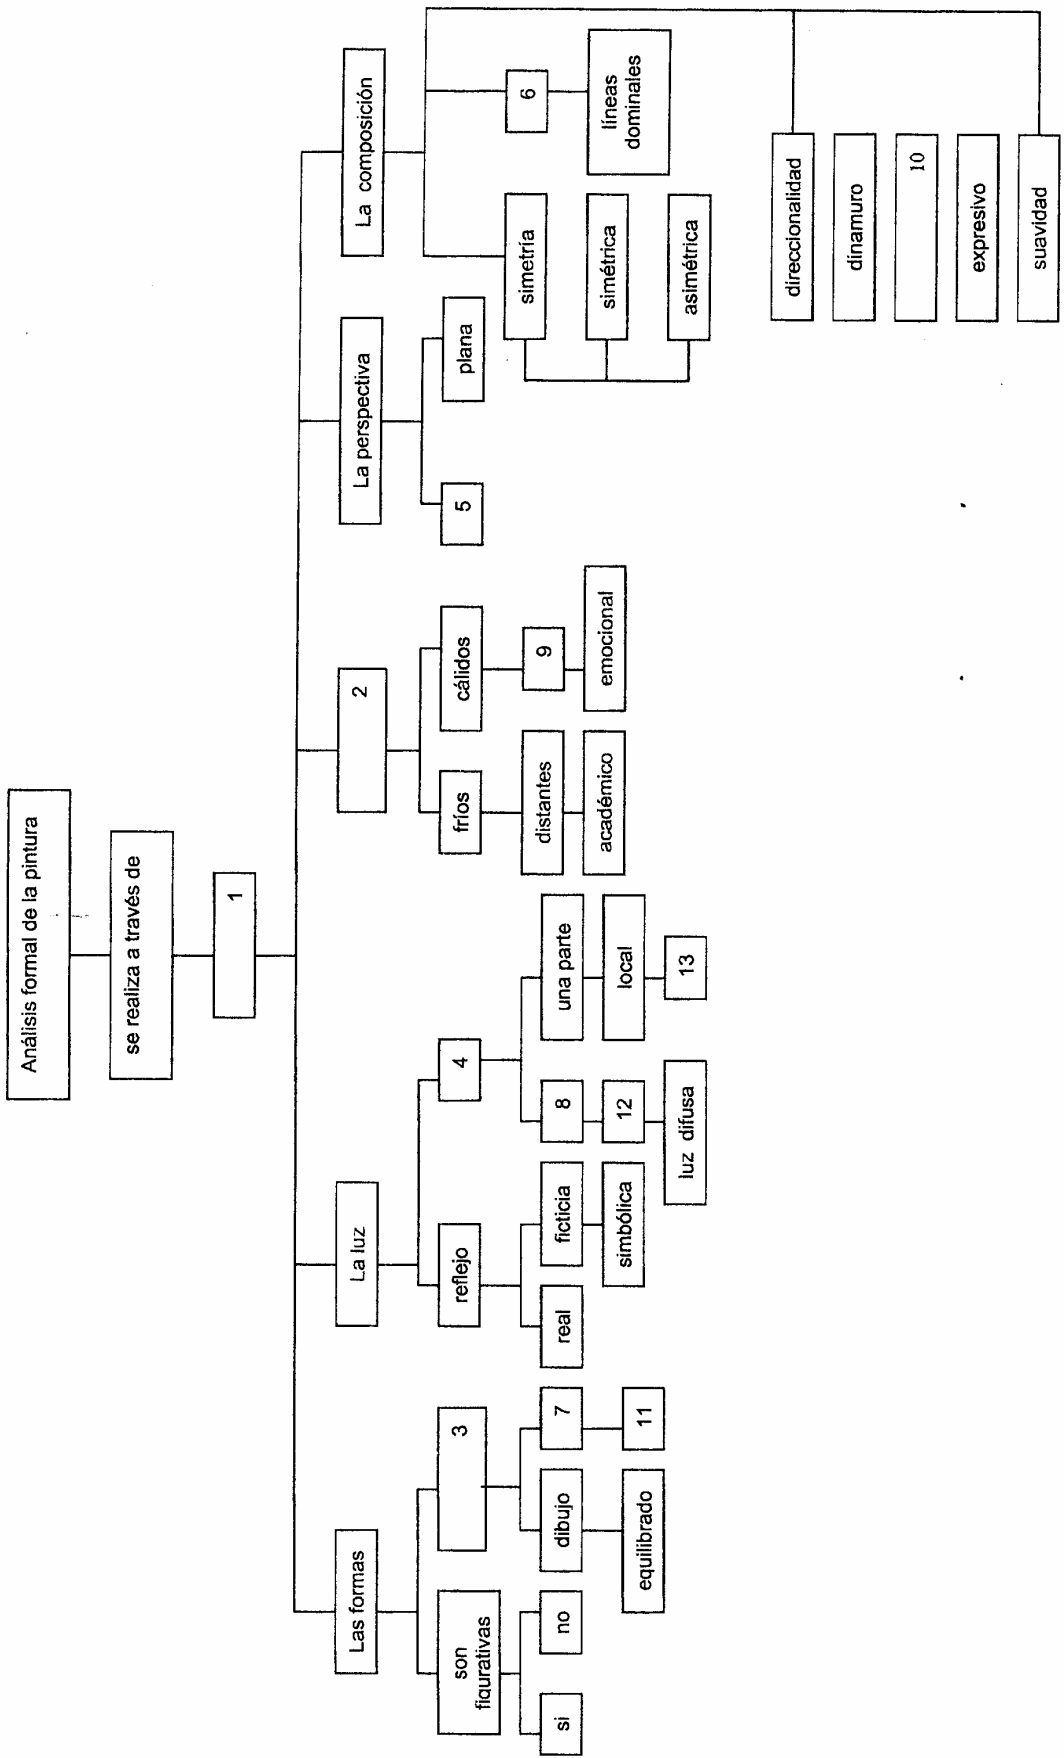 Análisis formal de la pintura
se realiza a través de
1
Las formas
La luz
2
La perspectiva
La composición
son
figurativas
3
reflejo
4
fríos
cálidos
5
plana
si
no
dibujo
7
real
ficticia
8
una parte
distantes
9
simetría
6
equilibrado
11
simbólica
12
local
académico
emocional
simétrica
líneas
dominales
luz difusa
13
asimétrica
direccionalidad
dinamuro
10
expresivo
suavidad